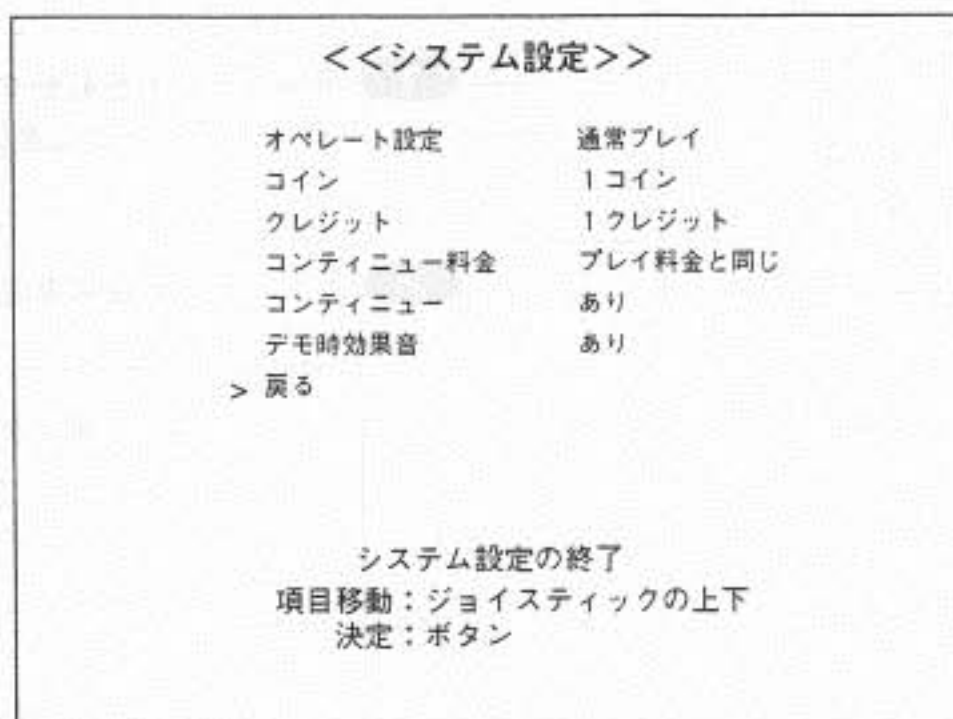 <<システム設定>>
オペレート設定 通常プレイ
コイン 1コイン
クレジット 1クレジット
コンティニュー料金 プレイ料金と同じ
コンティニュー あり
デモ時効果音 あり
> 戻る
システム設定の終了
項目移動：ジョイスティックの上下
決定：ボタン